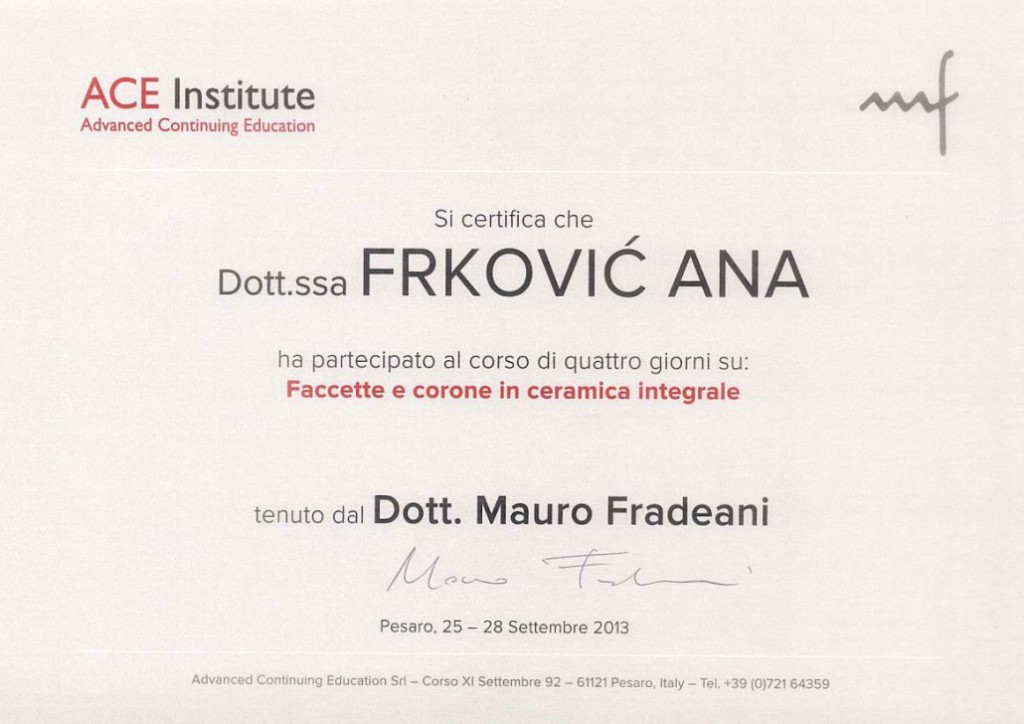 ACE Institute
Advanced Continuing Education
mf
Si certifica che
Dott.ssa FRKOVIĆ ANA
ha partecipato al corso di quattro giorni su:
Faccette e corone in ceramica integrale
tenuto dal Dott. Mauro Fradeani
Pesaro, 25 – 28 Settembre 2013
Advanced Continuing Education Srl – Corso XI Settembre 92 – 61121 Pesaro, Italy – Tel. +39 (0)721 64359